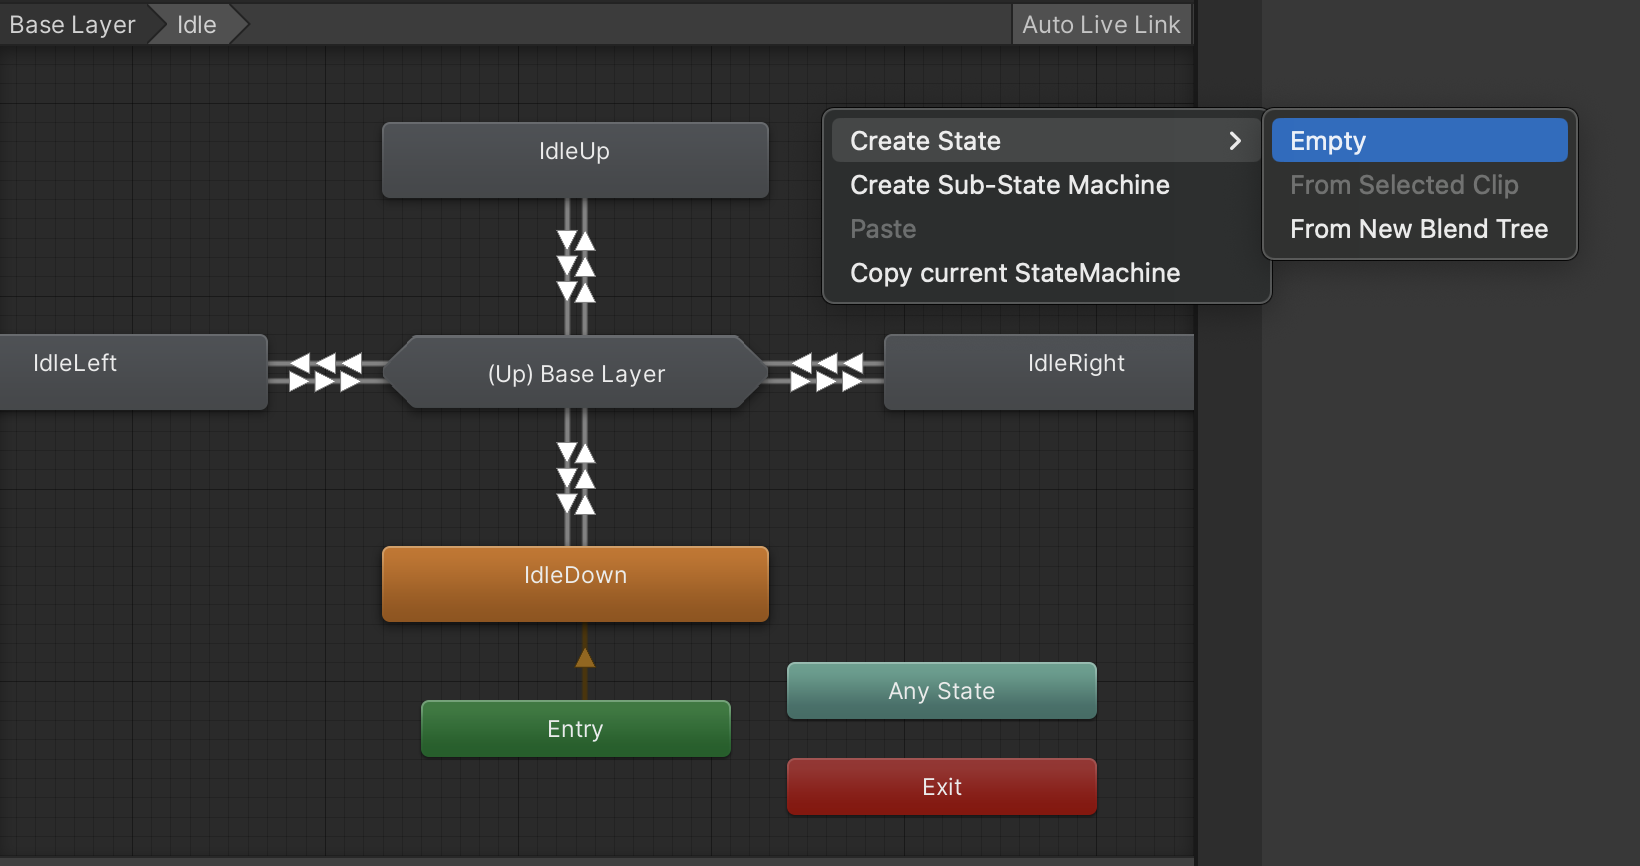 Base Layer
Idle
Auto Live Link
IdleUp
Create State
Create Sub-State Machine
Paste
Copy current StateMachine
Empty
From Selected Clip
From New Blend Tree
IdleLeft
(Up) Base Layer
IdleRight
IdleDown
Any State
Entry
Exit